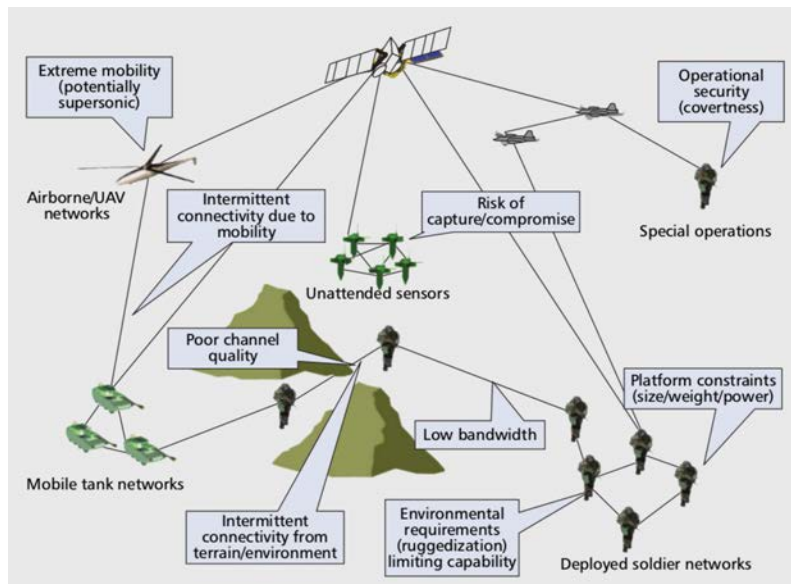 Extreme mobility
(potentially
supersonic)
Operational
security
(covertness)
Airborne/UAV
networks
Intermittent
connectivity due to
mobility
Risk of
capture/compromise
Special operations
Unattended sensors
Poor channel
quality
Platform constraints
(size/weight/power)
Low bandwidth
Mobile tank networks
Intermittent
connectivity from
terrain/environment
Environmental
requirements
(ruggedization)
limiting capability
Deployed soldier networks